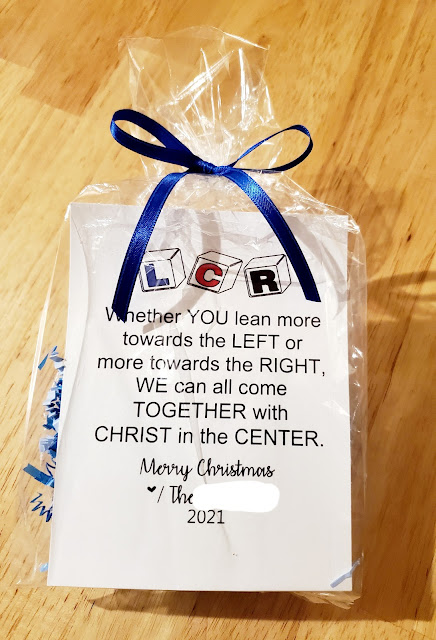 L C R
Whether YOU lean more
towards the LEFT or
more towards the RIGHT,
WE can all come
TOGETHER with
CHRIST in the CENTER.
Merry Christmas
♥/ The
2021